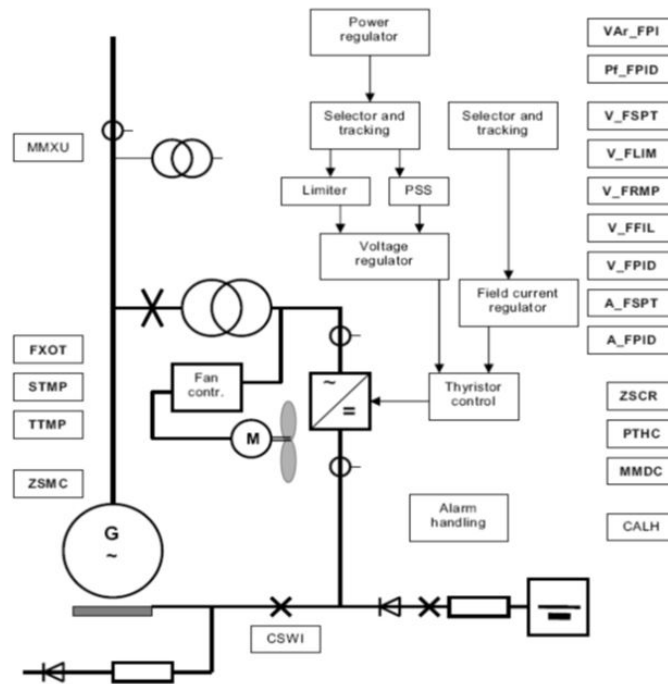 Power
regulator
VAr_FPI
Pf_FPID
Selector and
tracking
Selector and
tracking
V_FSPT
MMXU
V_FLIM
Limiter
PSS
V_FRMP
Voltage
regulator
V_FFIL
V_FPID
Field current
regulator
A_FSPT
FXOT
A_FPID
Fan
contr.
STMP
~
=
Thyristor
control
ZSCR
TTMP
M
PTHC
MMDC
ZSMC
Alarm
handling
CALH
G
~
CSWI